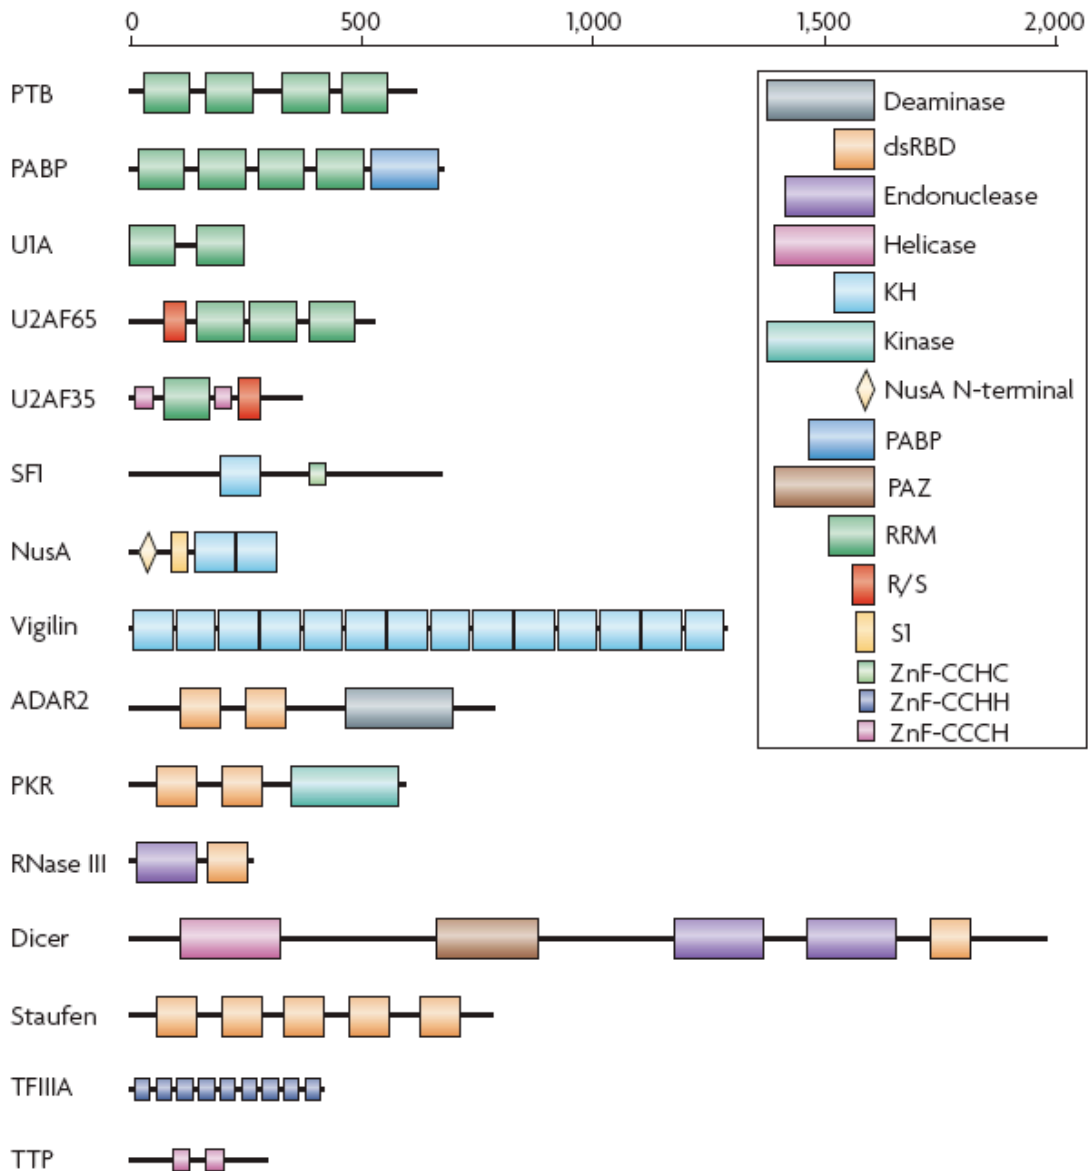 0 500 1,000 1,500 2,000
PTB
PABP
U1A
U2AF65
U2AF35
SF1
NusA
Vigilin
ADAR2
PKR
RNase III
Dicer
Staufen
TFIIIA
TTP
Deaminase
dsRBD
Endonuclease
Helicase
KH
Kinase
NusA N-terminal
PABP
PAZ
RRM
R/S
S1
ZnF-CCHC
ZnF-CCHH
ZnF-CCCH